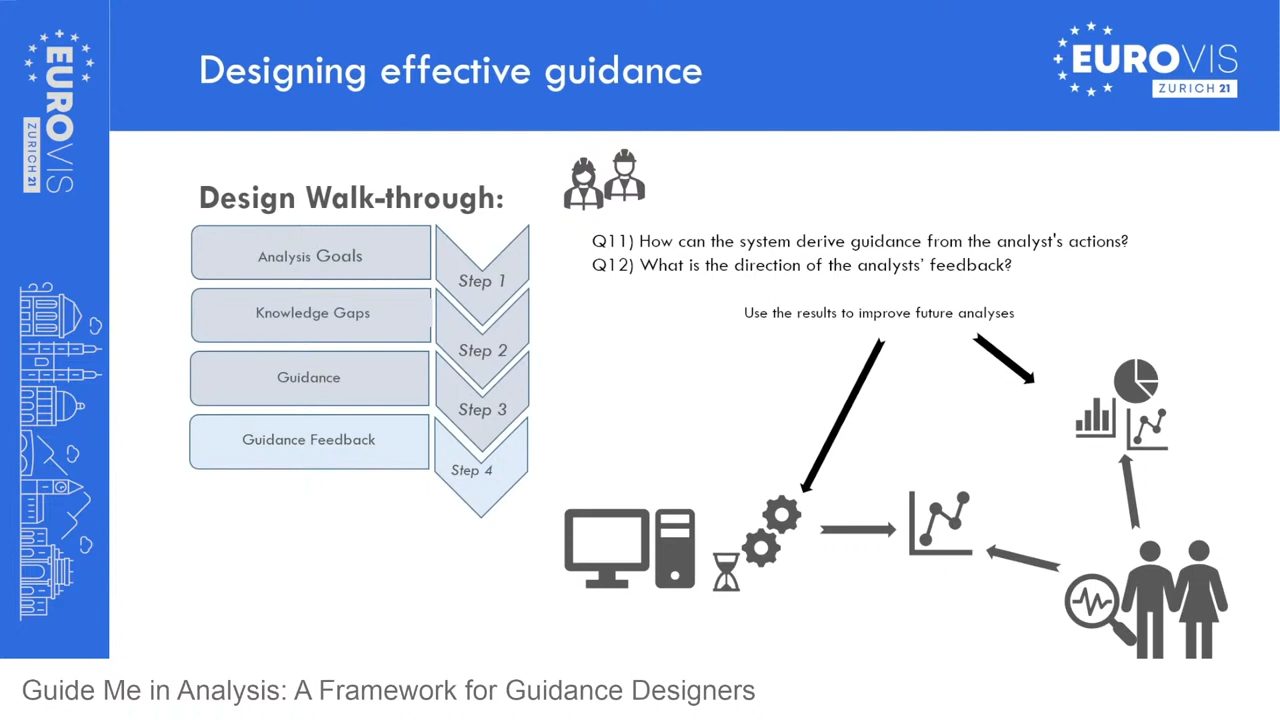 Designing effective guidance
EUROVIS
ZURICH 21
EUROVIS
ZURICH 21
Design Walk-through:
Analysis Goals
Step 1
Knowledge Gaps
Step 2
Guidance
Step 3
Guidance Feedback
Step 4
Q11) How can the system derive guidance from the analyst's actions?
Q12) What is the direction of the analysts’ feedback?
Use the results to improve future analyses
Guide Me in Analysis: A Framework for Guidance Designers